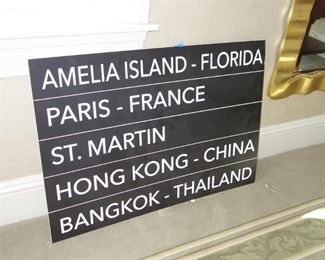 AMELIA ISLAND - FLORIDA
PARIS - FRANCE
ST. MARTIN
HONG KONG - CHINA
BANGKOK - THAILAND